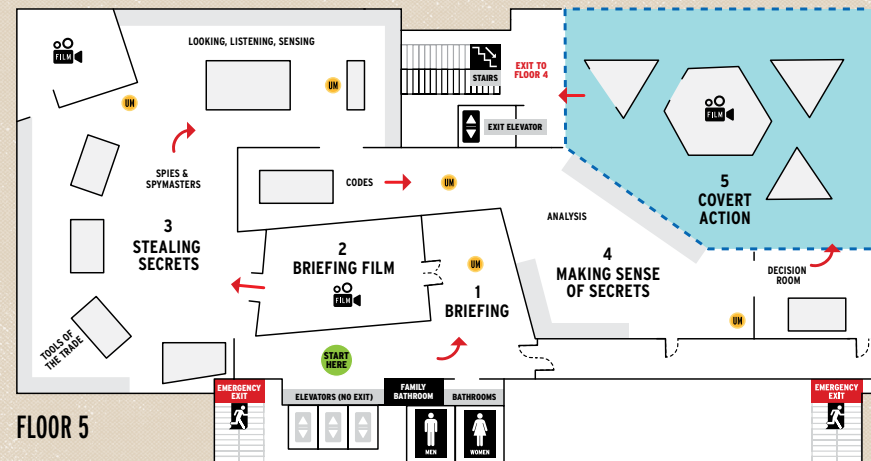 FILM
LOOKING, LISTENING, SENSING
UM
UM
STAIRS
EXIT TO
FLOOR 4
EXIT ELEVATOR
FILM
SPIES &
SPYMASTERS
CODES
UM
5
COVERT
ACTION
3
STEALING
SECRETS
2
BRIEFING FILM
FILM
UM
1
BRIEFING
ANALYSIS
4
MAKING SENSE
OF SECRETS
DECISION
ROOM
UM
TOOLS OF
THE TRADE
START
HERE
EMERGENCY
EXIT
ELEVATORS (NO EXIT)
FAMILY
BATHROOM
BATHROOMS
MEN
WOMEN
EMERGENCY
EXIT
FLOOR 5